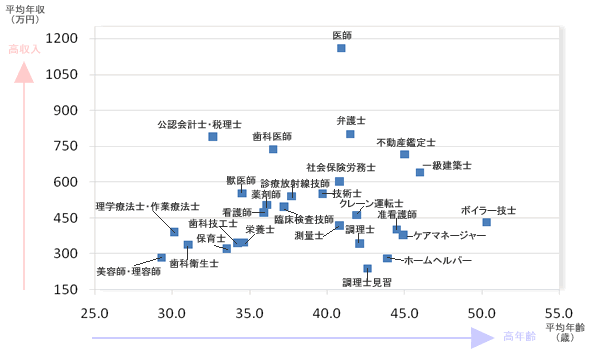 平均年収
(万円)
高収入
1200
1050
900
750
600
450
300
150
医師
弁護士
公認会計士・税理士
歯科医師
不動産鑑定士
一級建築士
社会保険労務士
獣医師
診療放射線技師
薬剤師
技術士
クレーン運転士
看護師
臨床検査技師
准看護師
ボイラー技士
理学療法士・作業療法士
歯科技工士
栄養士
測量士
調理士
ケアマネージャー
保育士
ホームヘルパー
美容師・理容師
歯科衛生士
調理士見習
25.0 30.0 35.0 40.0 45.0 50.0 55.0
平均年齢
(歳)
高年齢